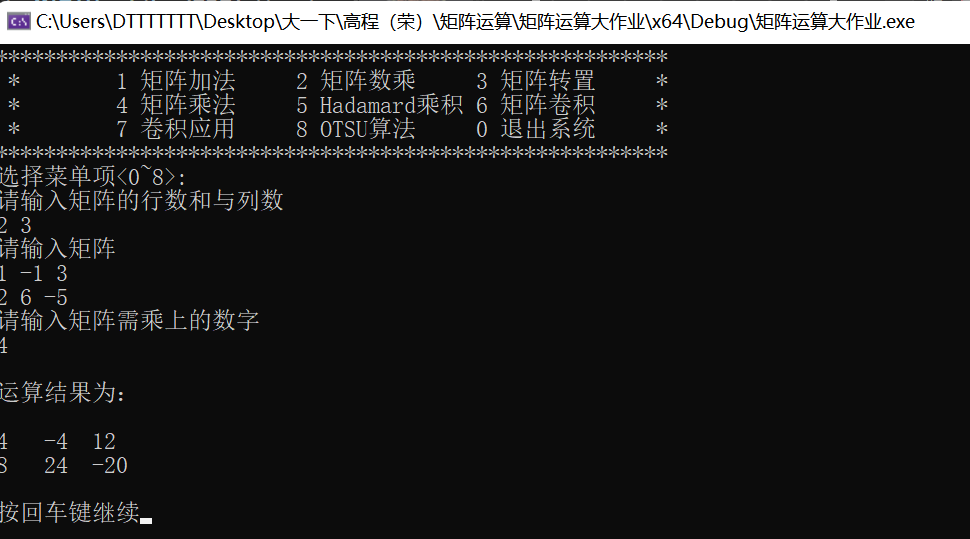 C:\Users\DTTTTTTT\Desktop\大一下\高程（荣）\矩阵运算\矩阵运算大作业\x64\Debug\矩阵运算大作业.exe
********************************************************
* 1 矩阵加法 2 矩阵数乘 3 矩阵转置 *
* 4 矩阵乘法 5 Hadamard乘积 6 矩阵卷积 *
* 7 卷积应用 8 OTSU算法 0 退出系统 *
********************************************************
选择菜单项<0~8>:
请输入矩阵的行数和与列数
2 3
请输入矩阵
1 -1 3
2 6 -5
请输入矩阵需乘上的数字
4
运算结果为:
4 -4 12
8 24 -20
按回车键继续